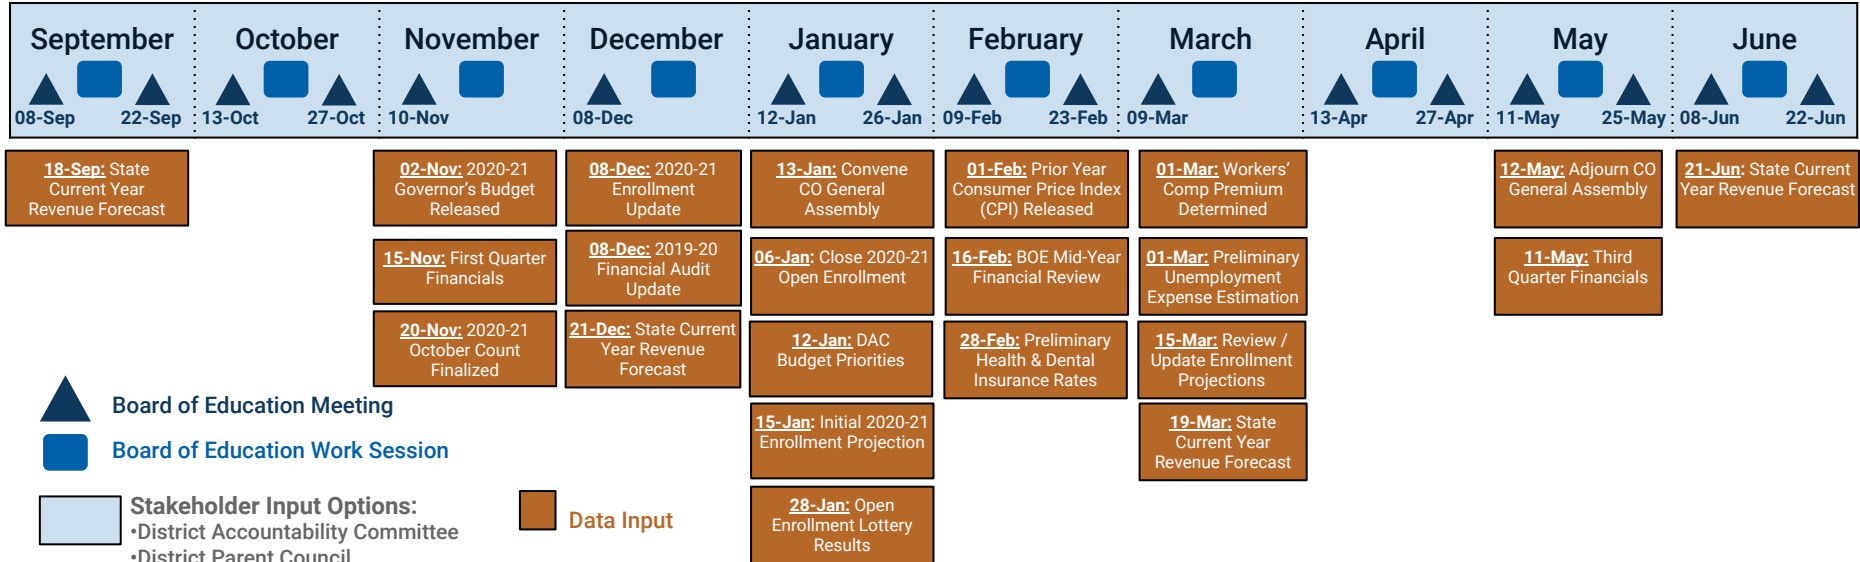 September
October
November
December
January
February
March
April
May
June
08-Sep
22-Sep
13-Oct
27-Oct
10-Nov
08-Dec
12-Jan
26-Jan
09-Feb
23-Feb
09-Mar
13-Apr
27-Apr
11-May
25-May
08-Jun
22-Jun
18-Sep: State
Current Year
Revenue Forecast
02-Nov: 2020-21
Governor's Budget
Released
15-Nov: First Quarter
Financials
20-Nov: 2020-21
October Count
Finalized
08-Dec: 2020-21
Enrollment
Update
08-Dec: 2019-20
Financial Audit
Update
21-Dec: State Current
Year Revenue
Forecast
13-Jan: Convene
CO General
Assembly
06-Jan: Close 2020-21
Open Enrollment
12-Jan: DAC
Budget Priorities
15-Jan: Initial 2020-21
Enrollment Projection
28-Jan: Open
Enrollment Lottery
Results
01-Feb: Prior Year
Consumer Price Index
(CPI) Released
16-Feb: BOE Mid-Year
Financial Review
28-Feb: Preliminary
Health & Dental
Insurance Rates
01-Mar: Workers'
Comp Premium
Determined
01-Mar: Preliminary
Unemployment
Expense Estimation
15-Mar: Review /
Update Enrollment
Projections
19-Mar: State
Current Year
Revenue Forecast
12-May: Adjourn CO
General Assembly
11-May: Third
Quarter Financials
21-Jun: State Current
Year Revenue Forecast
Board of Education Meeting
Board of Education Work Session
Stakeholder Input Options:
•District Accountability Committee
•District Parent Council
Data Input